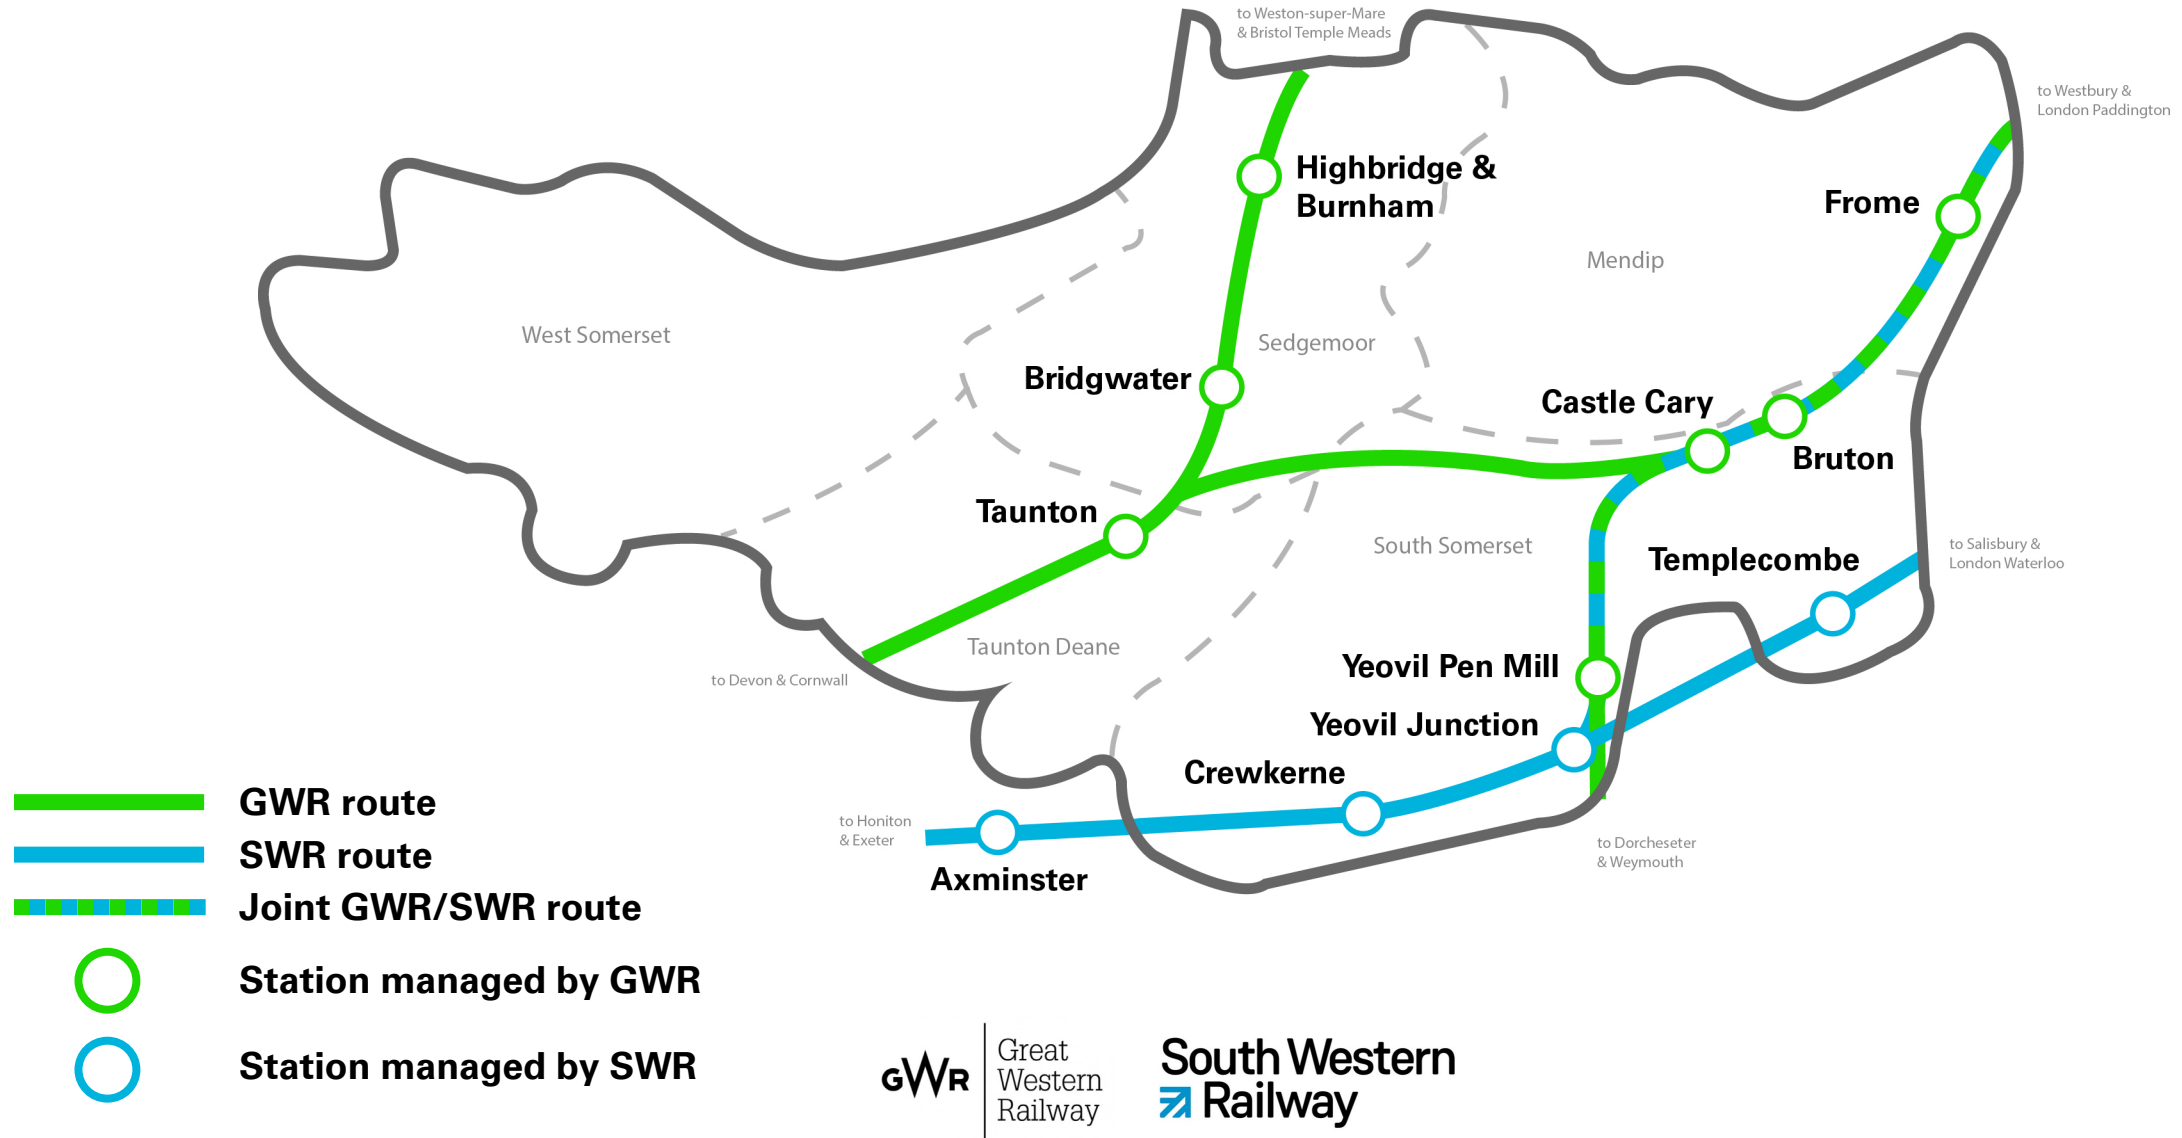 to Weston-super-Mare
& Bristol Temple Meads
to Westbury &
London Paddington
Highbridge &
Burnham
Frome
Mendip
West Somerset
Sedgemoor
Bridgwater
Castle Cary
Bruton
Taunton
South Somerset
Templecombe
to Salisbury &
London Waterloo
Taunton Deane
Yeovil Pen Mill
to Devon & Cornwall
Yeovil Junction
Crewkerne
to Honiton
& Exeter
Axminster
to Dorcheseter
& Weymouth
GWR route
SWR route
Joint GWR/SWR route
Station managed by GWR
Station managed by SWR
GWR
Great
Western
Railway
South Western
Railway